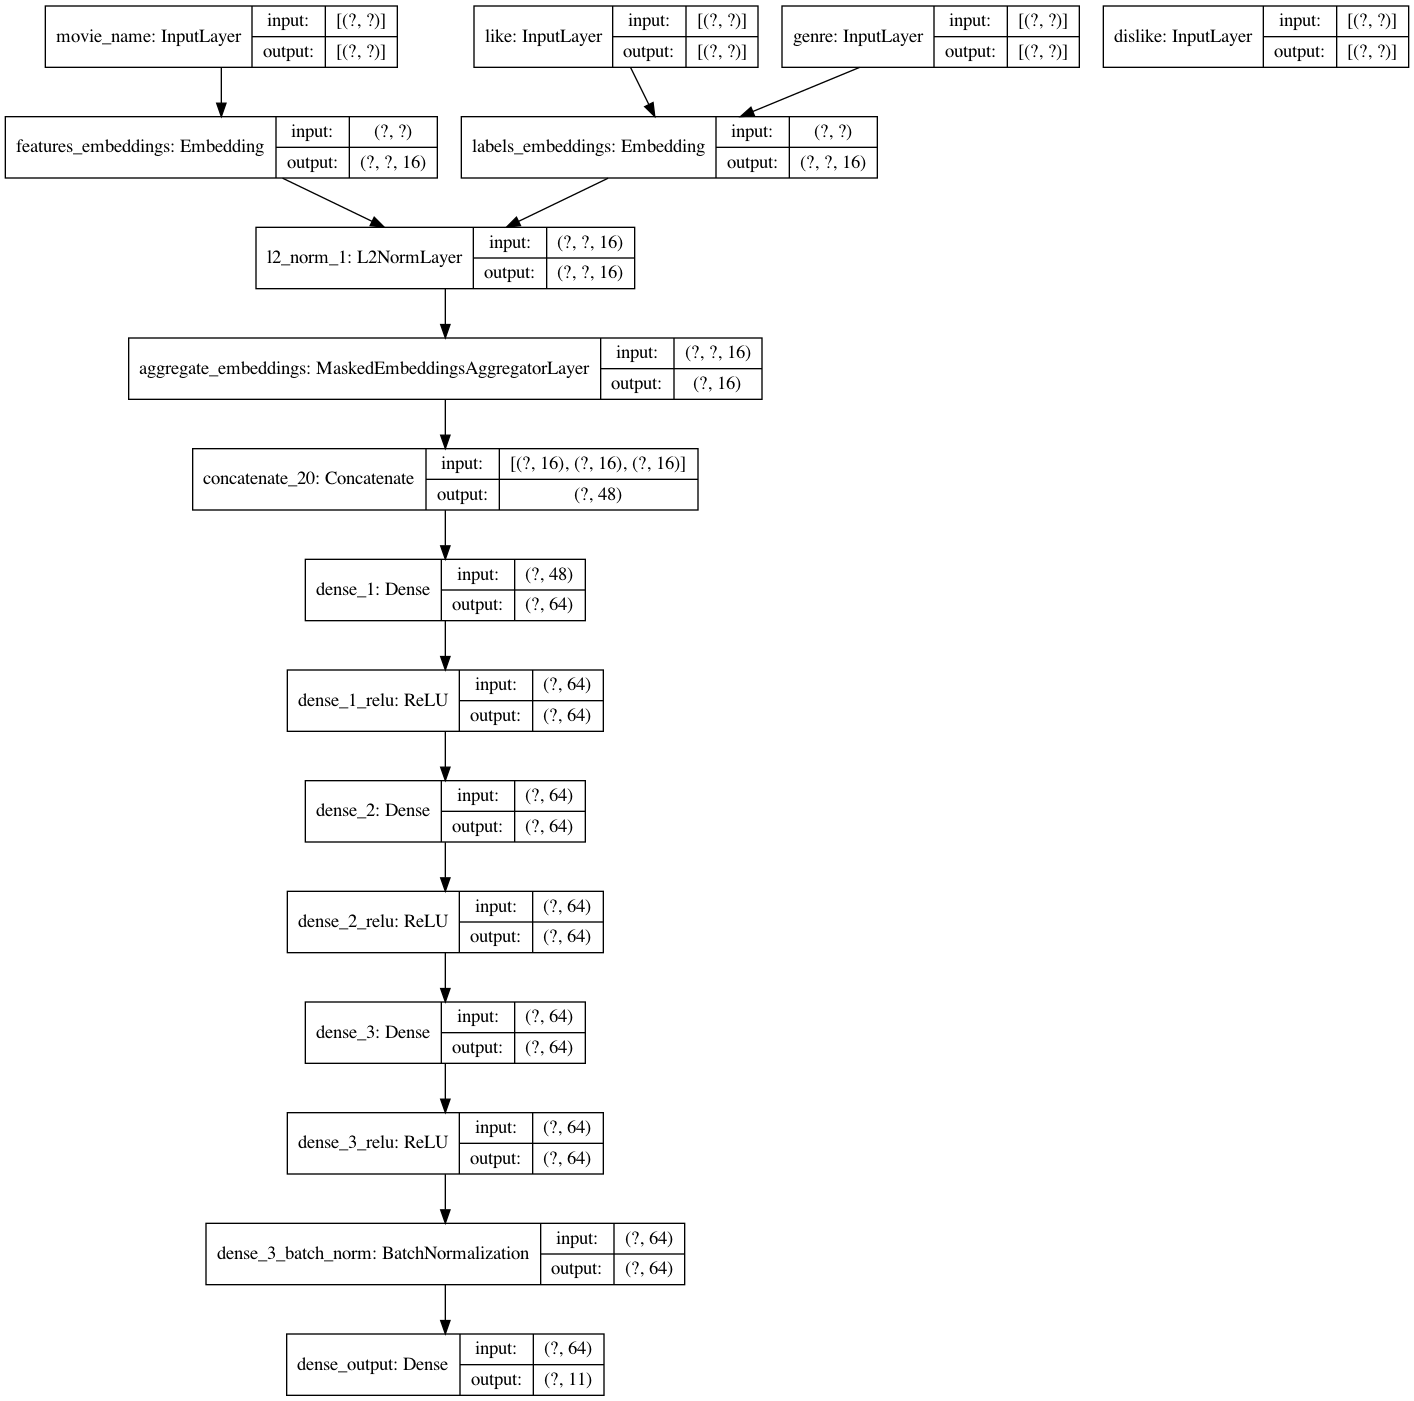 movie_name: InputLayer
input: [(?, ?)]
output: [(?, ?)]
like: InputLayer
input: [(?, ?)]
output: [(?, ?)]
genre: InputLayer
input: [(?, ?)]
output: [(?, ?)]
dislike: InputLayer
input: [(?, ?)]
output: [(?, ?)]
features_embeddings: Embedding
input: (?, ?)
output: (?, ?, 16)
labels_embeddings: Embedding
input: (?, ?)
output: (?, ?, 16)
l2_norm_1: L2NormLayer
input: (?, ?, 16)
output: (?, ?, 16)
aggregate_embeddings: MaskedEmbeddingsAggregatorLayer
input: (?, ?, 16)
output: (?, 16)
concatenate_20: Concatenate
input: [(?, 16), (?, 16), (?, 16)]
output: (?, 48)
dense_1: Dense
input: (?, 48)
output: (?, 64)
dense_1_relu: ReLU
input: (?, 64)
output: (?, 64)
dense_2: Dense
input: (?, 64)
output: (?, 64)
dense_2_relu: ReLU
input: (?, 64)
output: (?, 64)
dense_3: Dense
input: (?, 64)
output: (?, 64)
dense_3_relu: ReLU
input: (?, 64)
output: (?, 64)
dense_3_batch_norm: BatchNormalization
input: (?, 64)
output: (?, 64)
dense_output: Dense
input: (?, 64)
output: (?, 11)